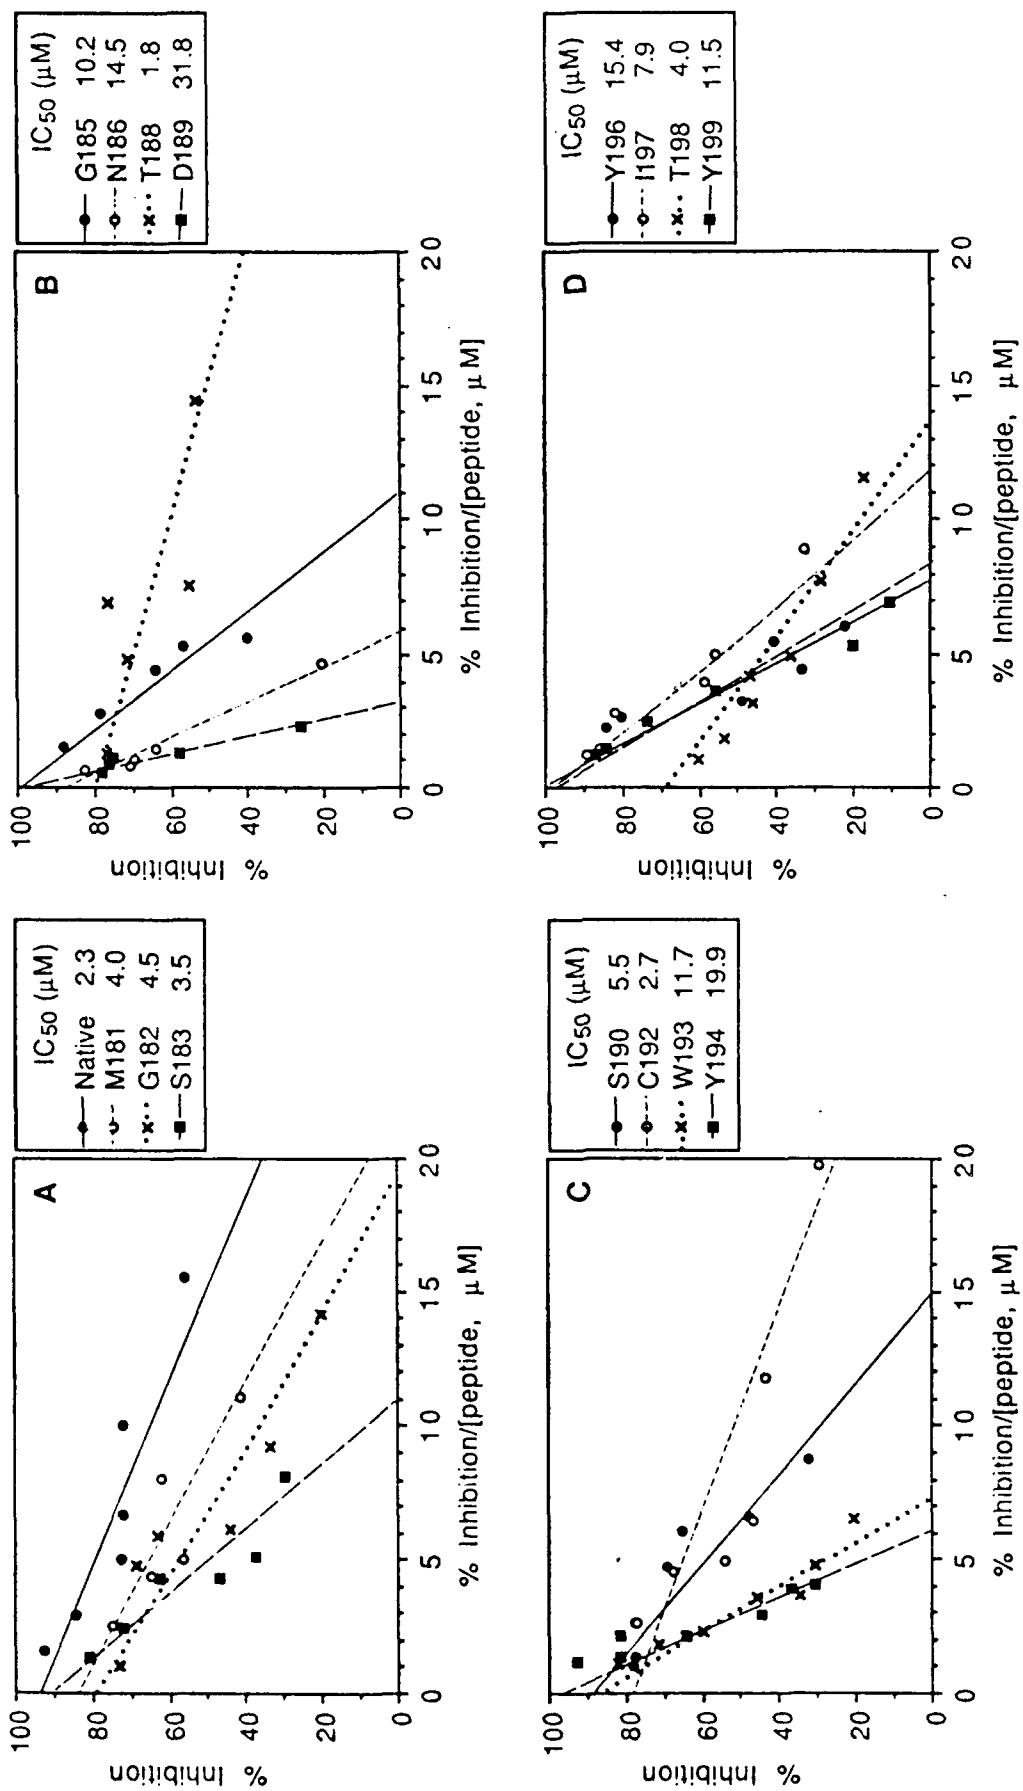 A
IC50 (μM)
Native 2.3
M181 4.0
G182 4.5
S183 3.5
% Inhibition
100
80
60
40
20
0
0 5 10 15 20
% Inhibition/[peptide, μM]
B
IC50 (μM)
G185 10.2
N186 14.5
T188 1.8
D189 31.8
% Inhibition
100
80
60
40
20
0
0 5 10 15 20
% Inhibition/[peptide, μM]
C
IC50 (μM)
S190 5.5
C192 2.7
W193 11.7
Y194 19.9
% Inhibition
100
80
60
40
20
0
0 5 10 15 20
% Inhibition/[peptide, μM]
D
IC50 (μM)
Y196 15.4
I197 7.9
T198 4.0
Y199 11.5
% Inhibition
100
80
60
40
20
0
0 5 10 15 20
% Inhibition/[peptide, μM]